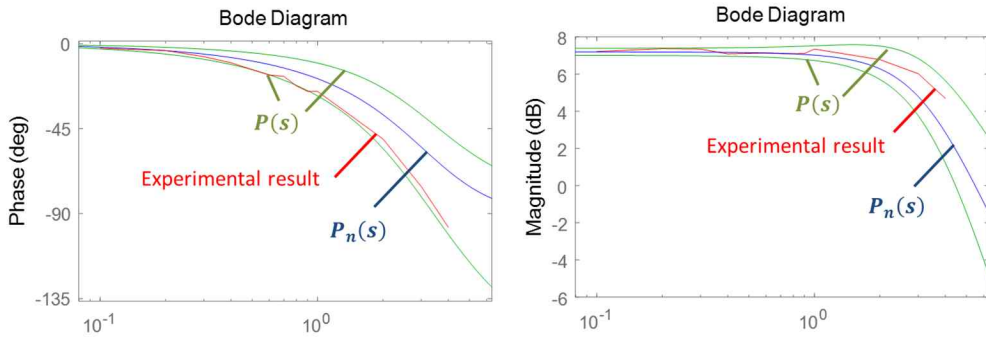 Bode Diagram
Phase (deg)
0
-45
-90
-135
10⁻¹
10⁰
P(s)
Experimental result
Pₙ(s)
Bode Diagram
Magnitude (dB)
8
6
4
2
0
-2
-4
-6
10⁻¹
10⁰
P(s)
Experimental result
Pₙ(s)